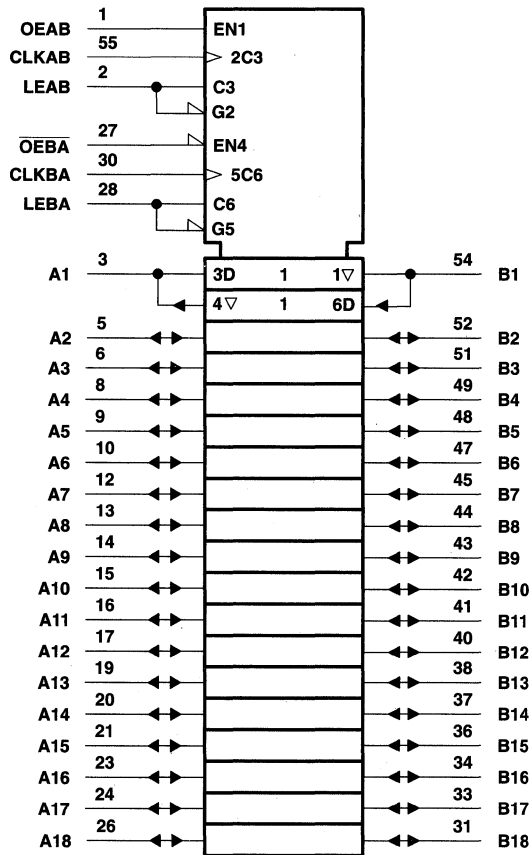 1
OEAB EN1
55
CLKAB 2C3
2
LEAB C3
G2
27
OEBA EN4
30
CLKBA 5C6
28
LEBA C6
G5
3 54
A1 3D 1 1▽ B1
4▽ 1 6D
5 52
A2 B2
6 51
A3 B3
8 49
A4 B4
9 48
A5 B5
10 47
A6 B6
12 45
A7 B7
13 44
A8 B8
14 43
A9 B9
15 42
A10 B10
16 41
A11 B11
17 40
A12 B12
19 38
A13 B13
20 37
A14 B14
21 36
A15 B15
23 34
A16 B16
24 33
A17 B17
26 31
A18 B18